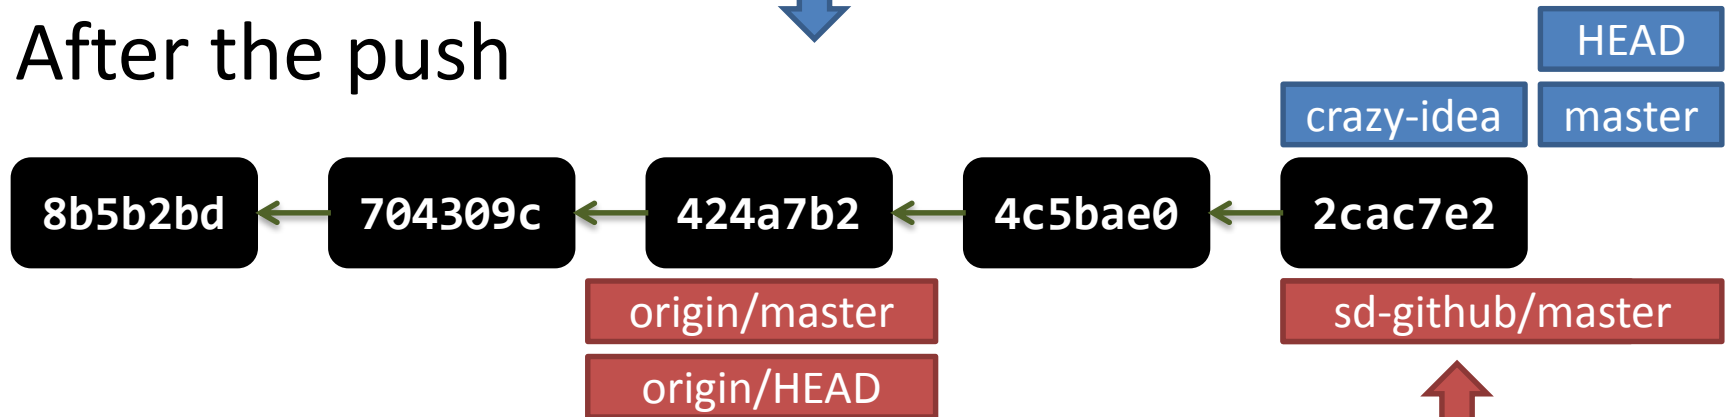 After the push
HEAD
crazy-idea master
8b5b2bd 704309c 424a7b2 4c5bae0 2cac7e2
origin/master sd-github/master
origin/HEAD